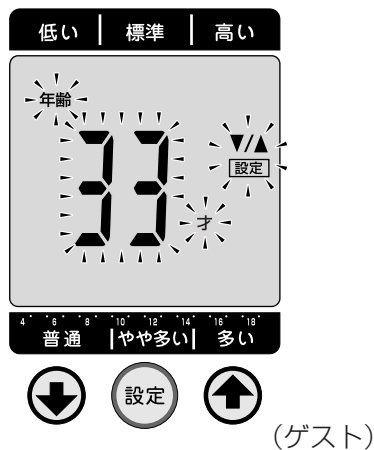 低い 標準 高い
年齢
33
才
▼//▲
設定
4 6 8 10 12 14 16 18
普通 やや多い 多い
設定
(ゲスト)